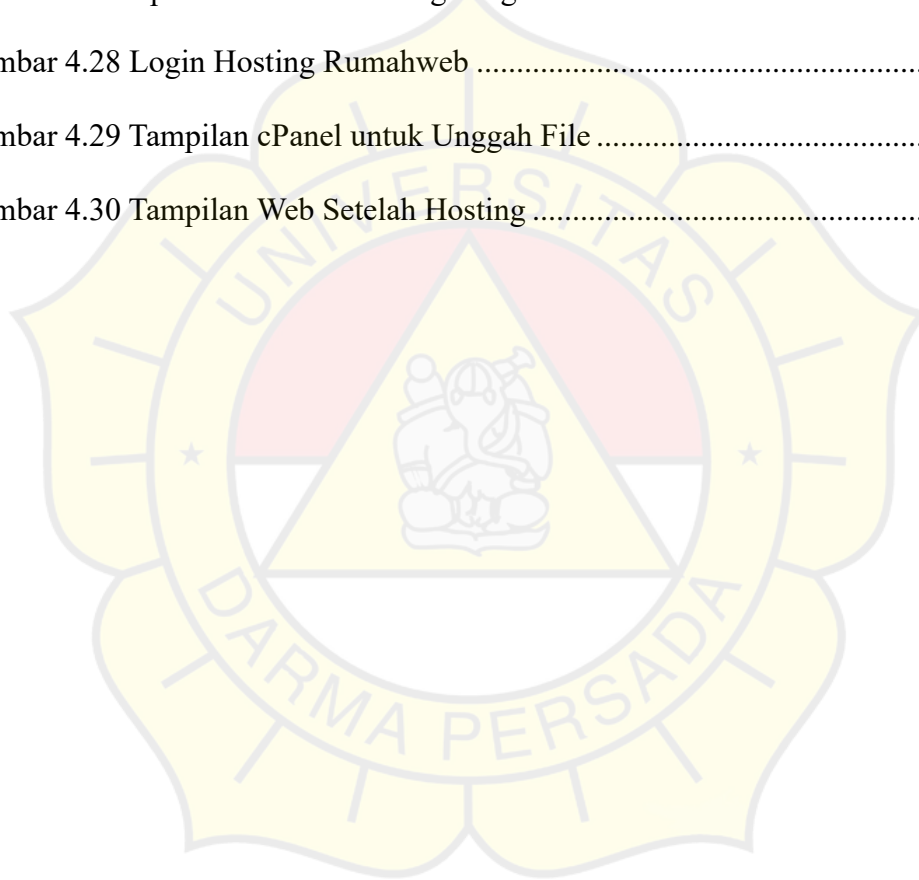 mbar 4.28 Login Hosting Rumahweb ........................................................
mbar 4.29 Tampilan cPanel untuk Unggah File .........................................
mbar 4.30 Tampilan Web Setelah Hosting .................................................
UNIVERSITAS
DARMA PERSADA